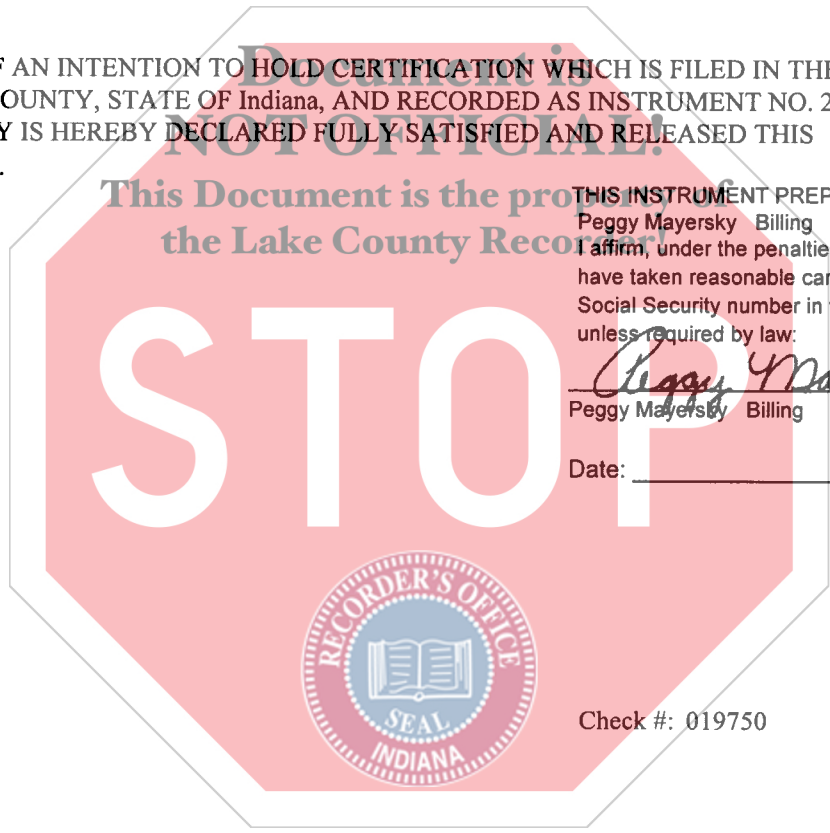 Document is
F AN INTENTION TO HOLD CERTIFICATION WHICH IS FILED IN THE
OUNTY, STATE OF Indiana, AND RECORDED AS INSTRUMENT NO. 2
NOT OFFICIAL!
Y IS HEREBY DECLARED FULLY SATISFIED AND RELEASED THIS
.
This Document is the property of
the Lake County Recorder!
THIS INSTRUMENT PREP
Peggy Mayersky Billing
I affirm, under the penaltie
have taken reasonable car
Social Security number in
unless required by law:
Peggy Ma
Peggy Mayersky Billing
Date:
STOP
RECORDER'S OFFICE
SEAL
INDIANA
Check #: 019750